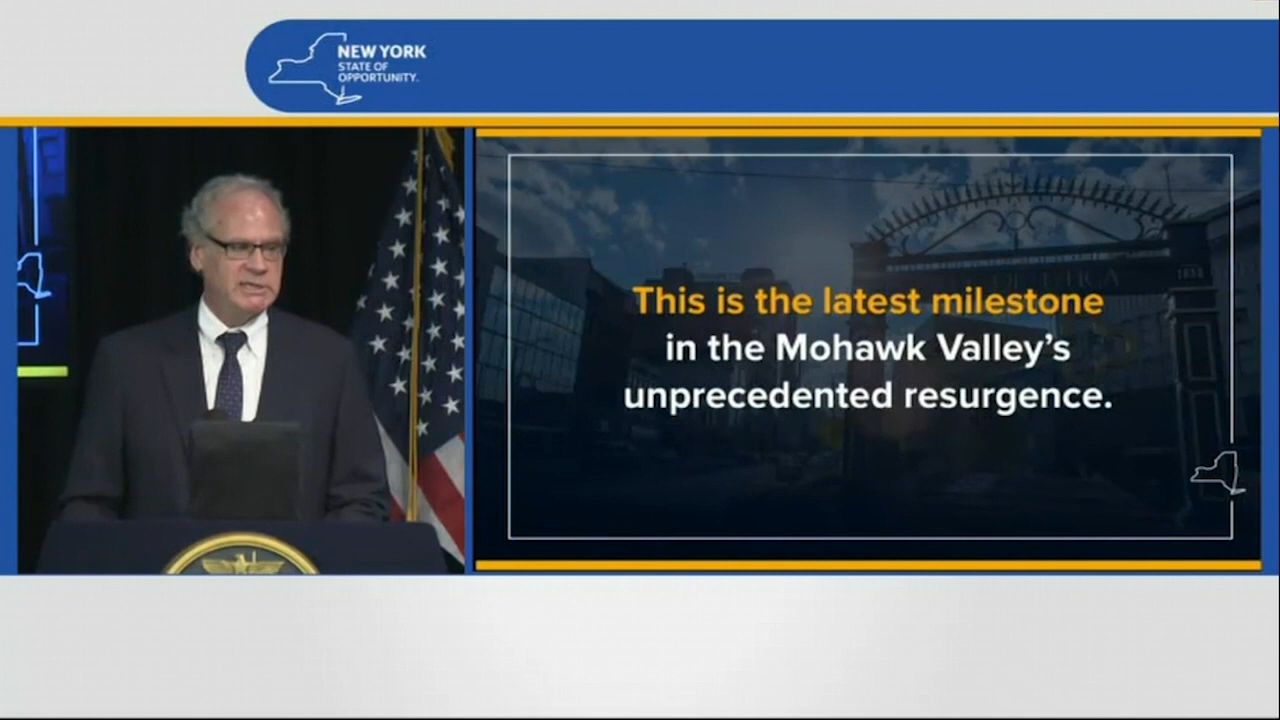 NEW YORK
STATE OF
OPPORTUNITY.
This is the latest milestone
in the Mohawk Valley's
unprecedented resurgence.